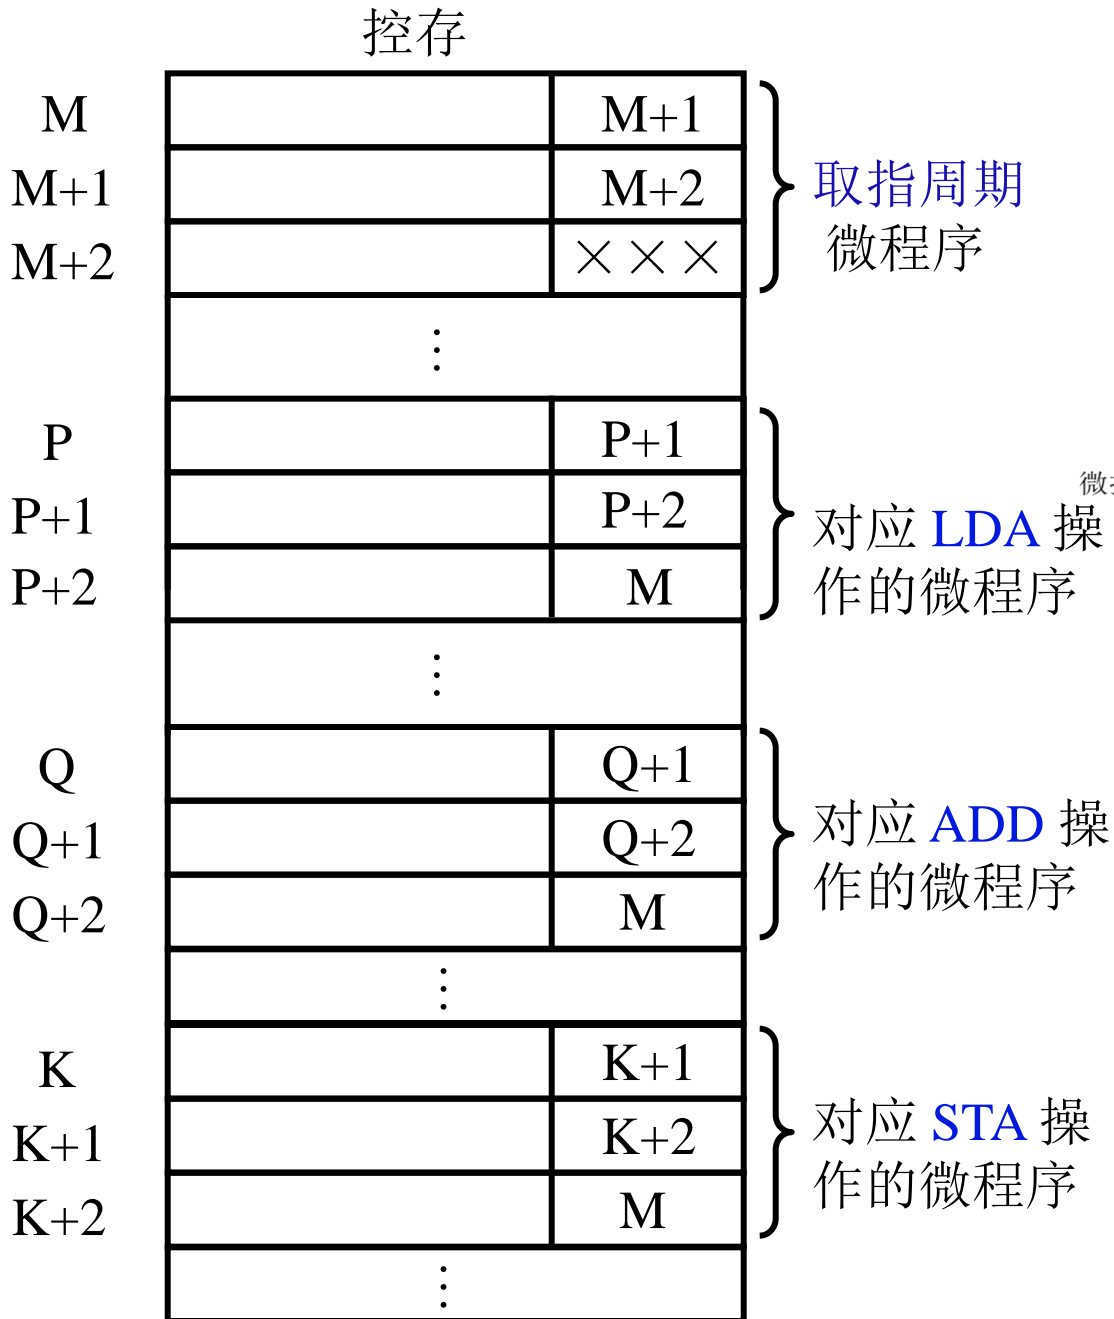 控存
M M+1
M+1 M+2
M+2 ×××
取指周期
微程序
⋮
P P+1
P+1 P+2
P+2 M
微
对应 LDA 操
作的微程序
⋮
Q Q+1
Q+1 Q+2
Q+2 M
对应 ADD 操
作的微程序
⋮
K K+1
K+1 K+2
K+2 M
对应 STA 操
作的微程序
⋮